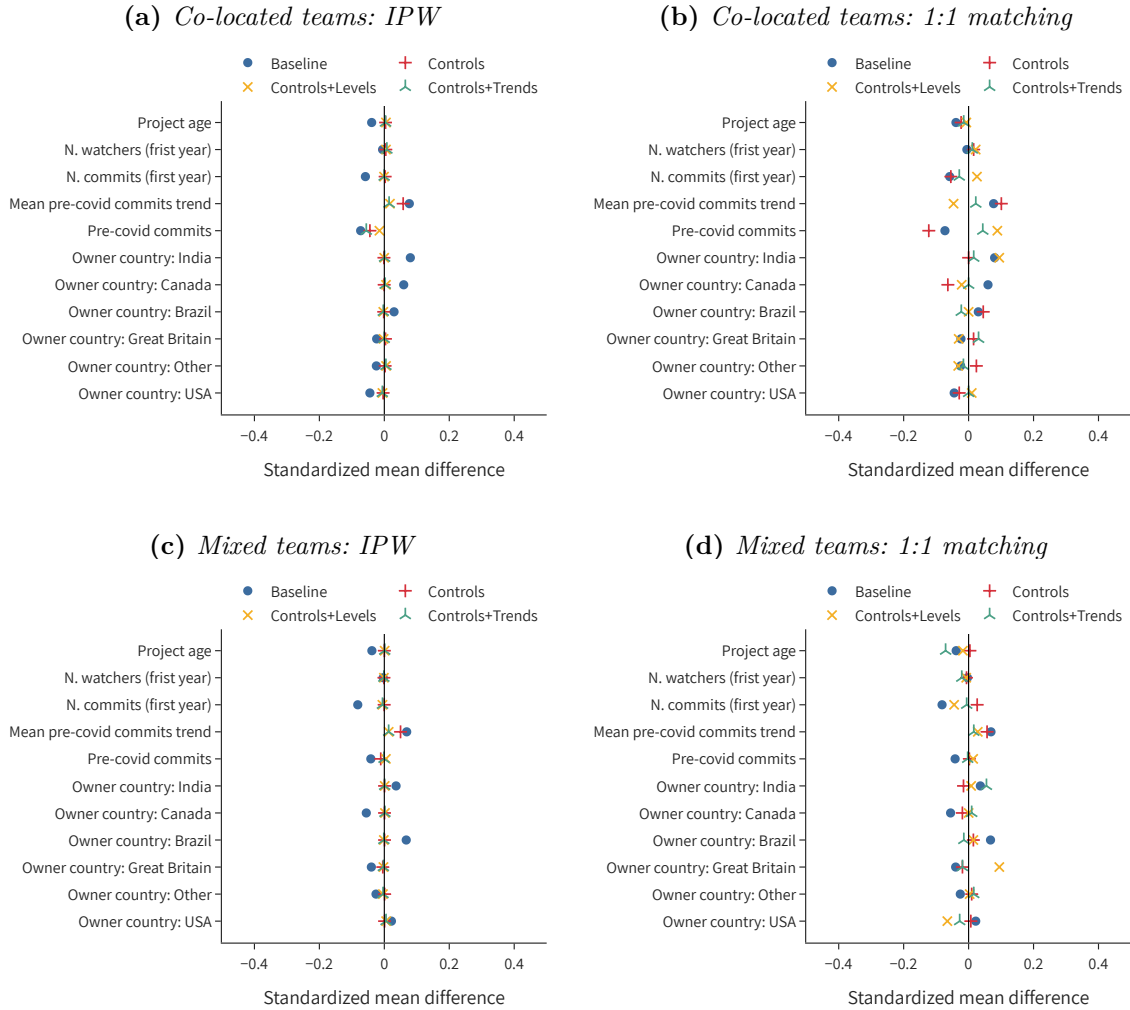 (a) Co-located teams: IPW
Baseline Controls
Controls+Levels Controls+Trends
Project age
N. watchers (frist year)
N. commits (first year)
Mean pre-covid commits trend
Pre-covid commits
Owner country: India
Owner country: Canada
Owner country: Brazil
Owner country: Great Britain
Owner country: Other
Owner country: USA
−0.4 −0.2 0 0.2 0.4
Standardized mean difference
(b) Co-located teams: 1:1 matching
Baseline Controls
Controls+Levels Controls+Trends
Project age
N. watchers (frist year)
N. commits (first year)
Mean pre-covid commits trend
Pre-covid commits
Owner country: India
Owner country: Canada
Owner country: Brazil
Owner country: Great Britain
Owner country: Other
Owner country: USA
−0.4 −0.2 0 0.2 0.4
Standardized mean difference
(c) Mixed teams: IPW
Baseline Controls
Controls+Levels Controls+Trends
Project age
N. watchers (frist year)
N. commits (first year)
Mean pre-covid commits trend
Pre-covid commits
Owner country: India
Owner country: Canada
Owner country: Brazil
Owner country: Great Britain
Owner country: Other
Owner country: USA
−0.4 −0.2 0 0.2 0.4
Standardized mean difference
(d) Mixed teams: 1:1 matching
Baseline Controls
Controls+Levels Controls+Trends
Project age
N. watchers (frist year)
N. commits (first year)
Mean pre-covid commits trend
Pre-covid commits
Owner country: India
Owner country: Canada
Owner country: Brazil
Owner country: Great Britain
Owner country: Other
Owner country: USA
−0.4 −0.2 0 0.2 0.4
Standardized mean difference